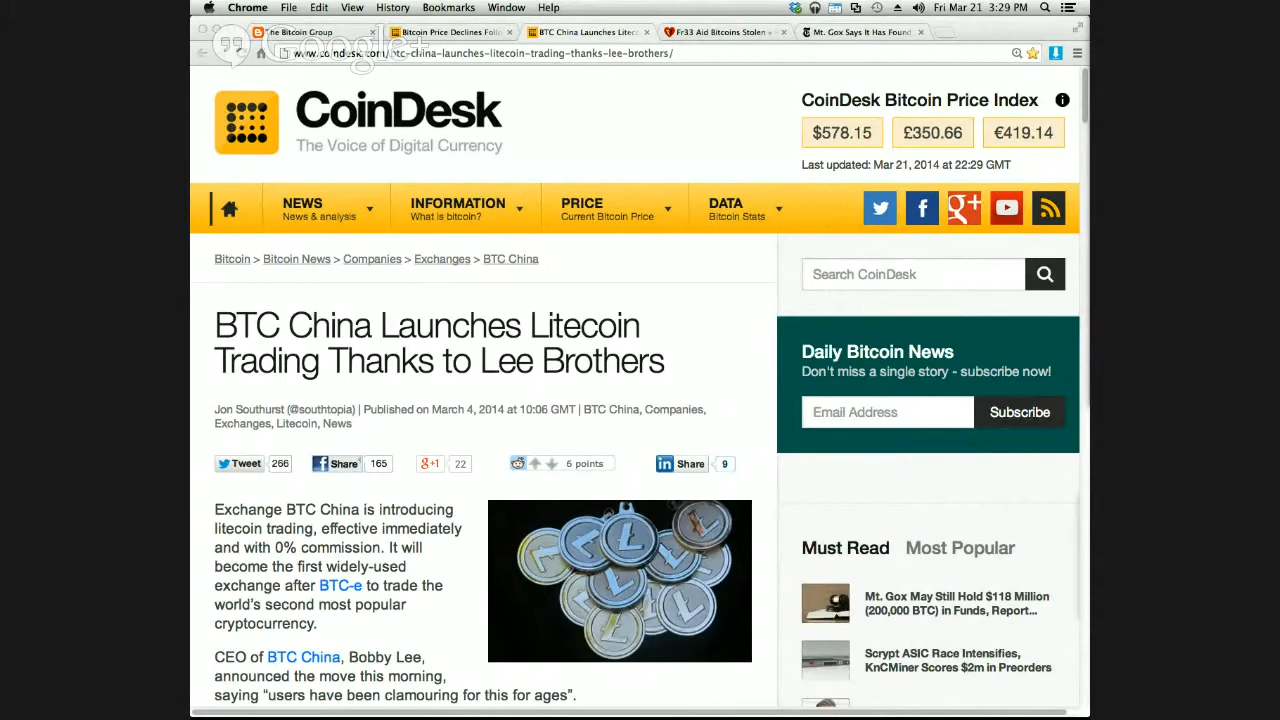 Chrome File Edit View History Bookmarks Window Help Fri Mar 21 3:29 PM
The Bitcoin Group Bitcoin Price Declines Follo BTC China Launches Liteco Fr33 Aid Bitcoins Stolen Mt. Gox Says It Has Found
Google+
www.coindesk.com/btc-china-launches-litecoin-trading-thanks-lee-brothers/
CoinDesk
The Voice of Digital Currency
CoinDesk Bitcoin Price Index
$578.15 £350.66 €419.14
Last updated: Mar 21, 2014 at 22:29 GMT
NEWS INFORMATION PRICE DATA
News & analysis What is bitcoin? Current Bitcoin Price Bitcoin Stats
Bitcoin > Bitcoin News > Companies > Exchanges > BTC China
Search CoinDesk
BTC China Launches Litecoin
Trading Thanks to Lee Brothers
Jon Southurst (@southtopia) | Published on March 4, 2014 at 10:06 GMT | BTC China, Companies,
Exchanges, Litecoin, News
Daily Bitcoin News
Don't miss a single story - subscribe now!
Email Address Subscribe
Tweet 266 Share 165 g+1 22 6 points in Share 9
Exchange BTC China is introducing
litecoin trading, effective immediately
and with 0% commission. It will
become the first widely-used
exchange after BTC-e to trade the
world's second most popular
cryptocurrency.
CEO of BTC China, Bobby Lee,
announced the move this morning,
saying “users have been clamouring for this for ages”.
Must Read Most Popular
Mt. Gox May Still Hold $118 Million
(200,000 BTC) in Funds, Report...
Scrypt ASIC Race Intensifies,
KnCMiner Scores $2m in Preorders